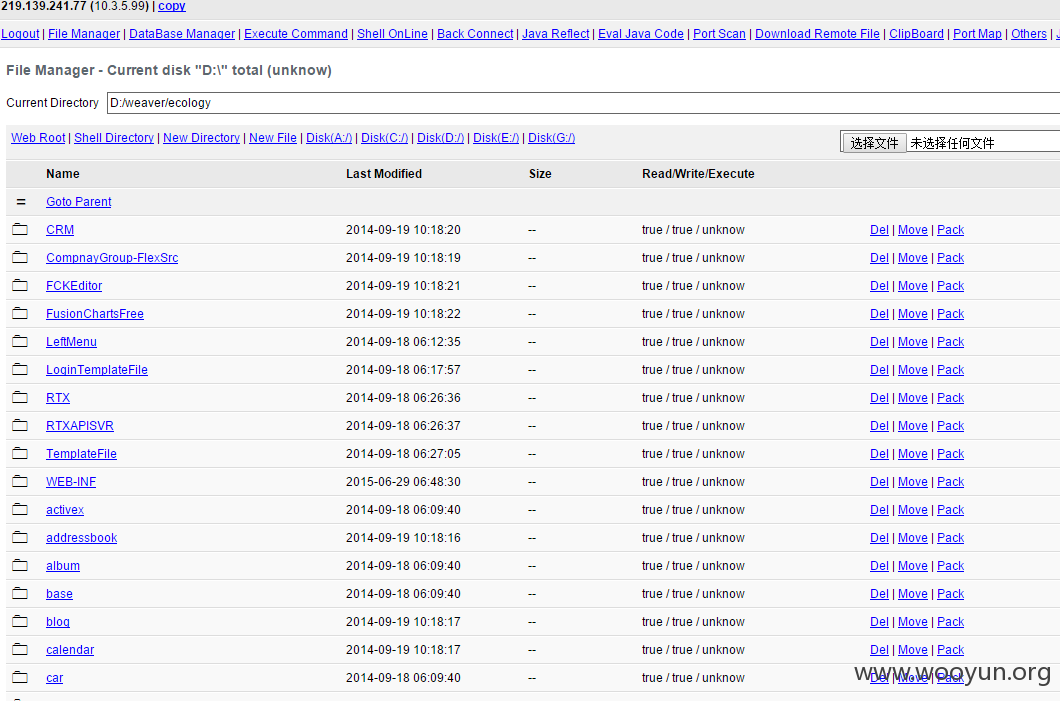 219.139.241.77 (10.3.5.99) | copy
Logout | File Manager | DataBase Manager | Execute Command | Shell OnLine | Back Connect | Java Reflect | Eval Java Code | Port Scan | Download Remote File | ClipBoard | Port Map | Others |
File Manager - Current disk "D:\" total (unknow)
Current Directory D:/weaver/ecology
Web Root | Shell Directory | New Directory | New File | Disk(A:/) | Disk(C:/) | Disk(D:/) | Disk(E:/) | Disk(G:/) 选择文件 未选择任何文件
Name Last Modified Size Read/Write/Execute
= Goto Parent
CRM 2014-09-19 10:18:20 -- true / true / unknow Del | Move | Pack
CompnayGroup-FlexSrc 2014-09-19 10:18:19 -- true / true / unknow Del | Move | Pack
FCKEditor 2014-09-19 10:18:21 -- true / true / unknow Del | Move | Pack
FusionChartsFree 2014-09-19 10:18:22 -- true / true / unknow Del | Move | Pack
LeftMenu 2014-09-18 06:12:35 -- true / true / unknow Del | Move | Pack
LoginTemplateFile 2014-09-18 06:17:57 -- true / true / unknow Del | Move | Pack
RTX 2014-09-18 06:26:36 -- true / true / unknow Del | Move | Pack
RTXAPISVR 2014-09-18 06:26:37 -- true / true / unknow Del | Move | Pack
TemplateFile 2014-09-18 06:27:05 -- true / true / unknow Del | Move | Pack
WEB-INF 2015-06-29 06:48:30 -- true / true / unknow Del | Move | Pack
activex 2014-09-18 06:09:40 -- true / true / unknow Del | Move | Pack
addressbook 2014-09-19 10:18:16 -- true / true / unknow Del | Move | Pack
album 2014-09-18 06:09:40 -- true / true / unknow Del | Move | Pack
base 2014-09-18 06:09:40 -- true / true / unknow Del | Move | Pack
blog 2014-09-19 10:18:17 -- true / true / unknow Del | Move | Pack
calendar 2014-09-19 10:18:17 -- true / true / unknow Del | Move | Pack
car 2014-09-18 06:09:40 -- true / true / unknow Del | Move | Pack
www.wooyun.org